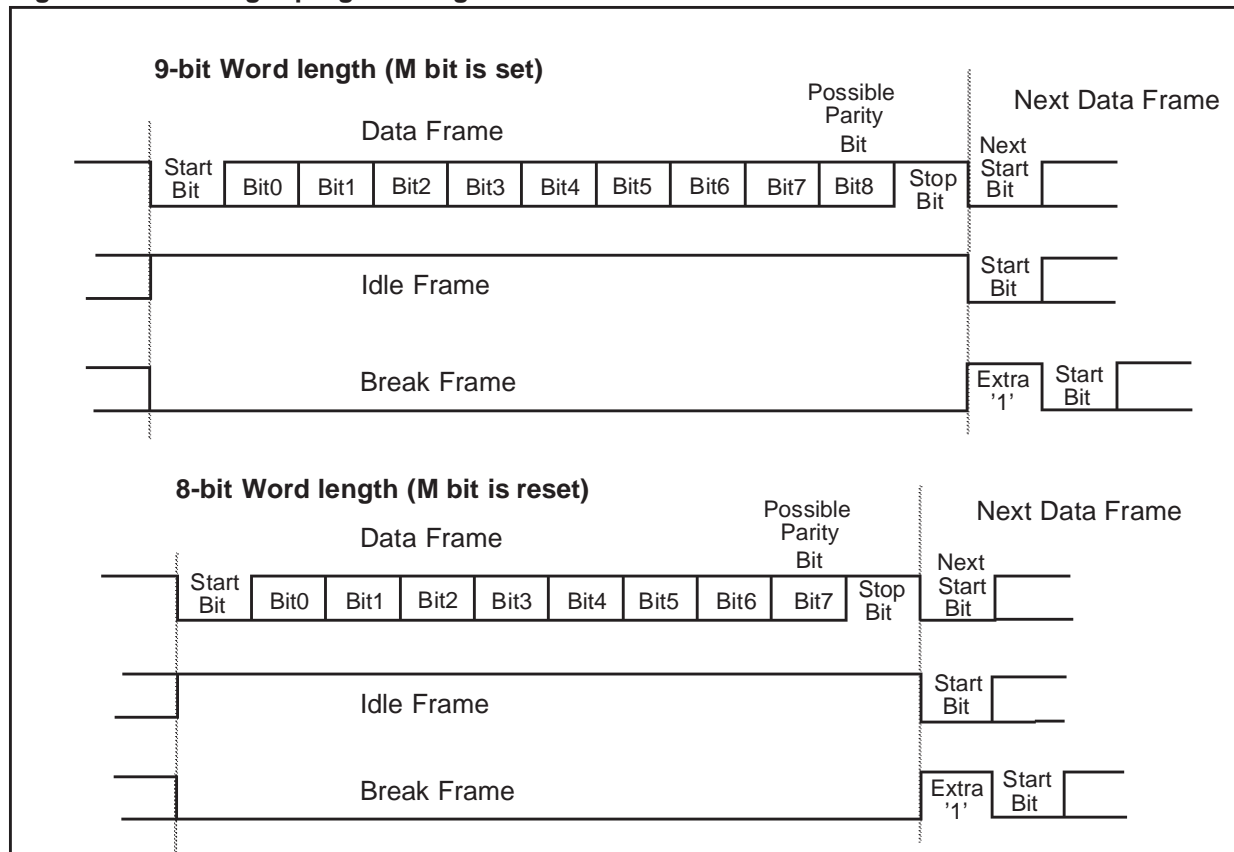 9-bit Word length (M bit is set)
Possible
Parity
Bit
Next Data Frame
Data Frame
Start
Bit
Bit0
Bit1
Bit2
Bit3
Bit4
Bit5
Bit6
Bit7
Bit8
Stop
Bit
Next
Start
Bit
Idle Frame
Start
Bit
Break Frame
Extra
’1’
Start
Bit
8-bit Word length (M bit is reset)
Possible
Parity
Bit
Next Data Frame
Data Frame
Start
Bit
Bit0
Bit1
Bit2
Bit3
Bit4
Bit5
Bit6
Bit7
Stop
Bit
Next
Start
Bit
Idle Frame
Start
Bit
Break Frame
Extra
’1’
Start
Bit